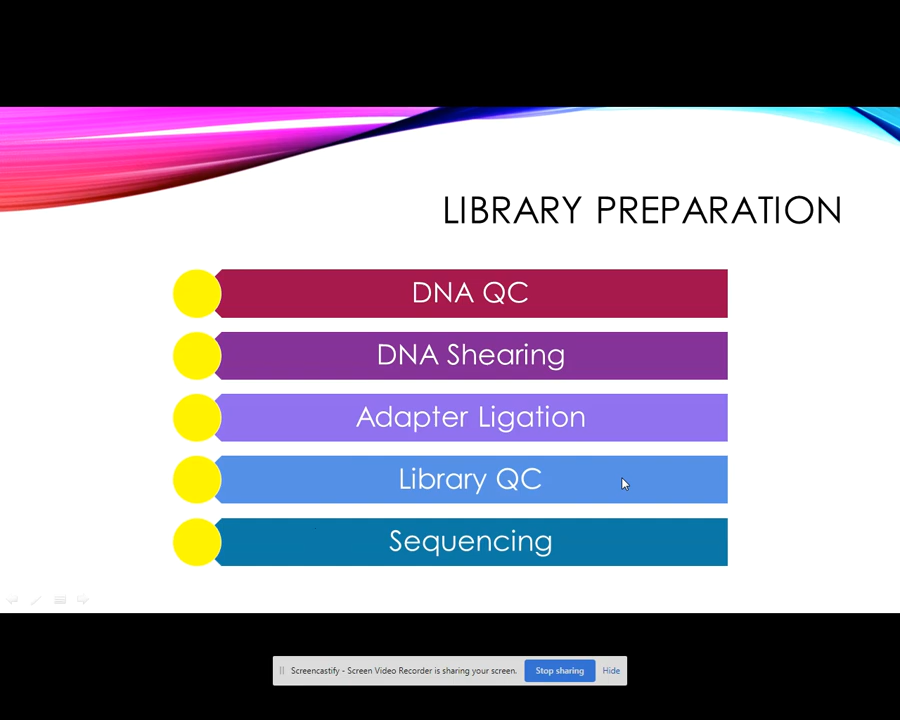 LIBRARY PREPARATION
DNA QC
DNA Shearing
Adapter Ligation
Library QC
Sequencing
Screencastify - Screen Video Recorder is sharing your screen. Stop sharing Hide